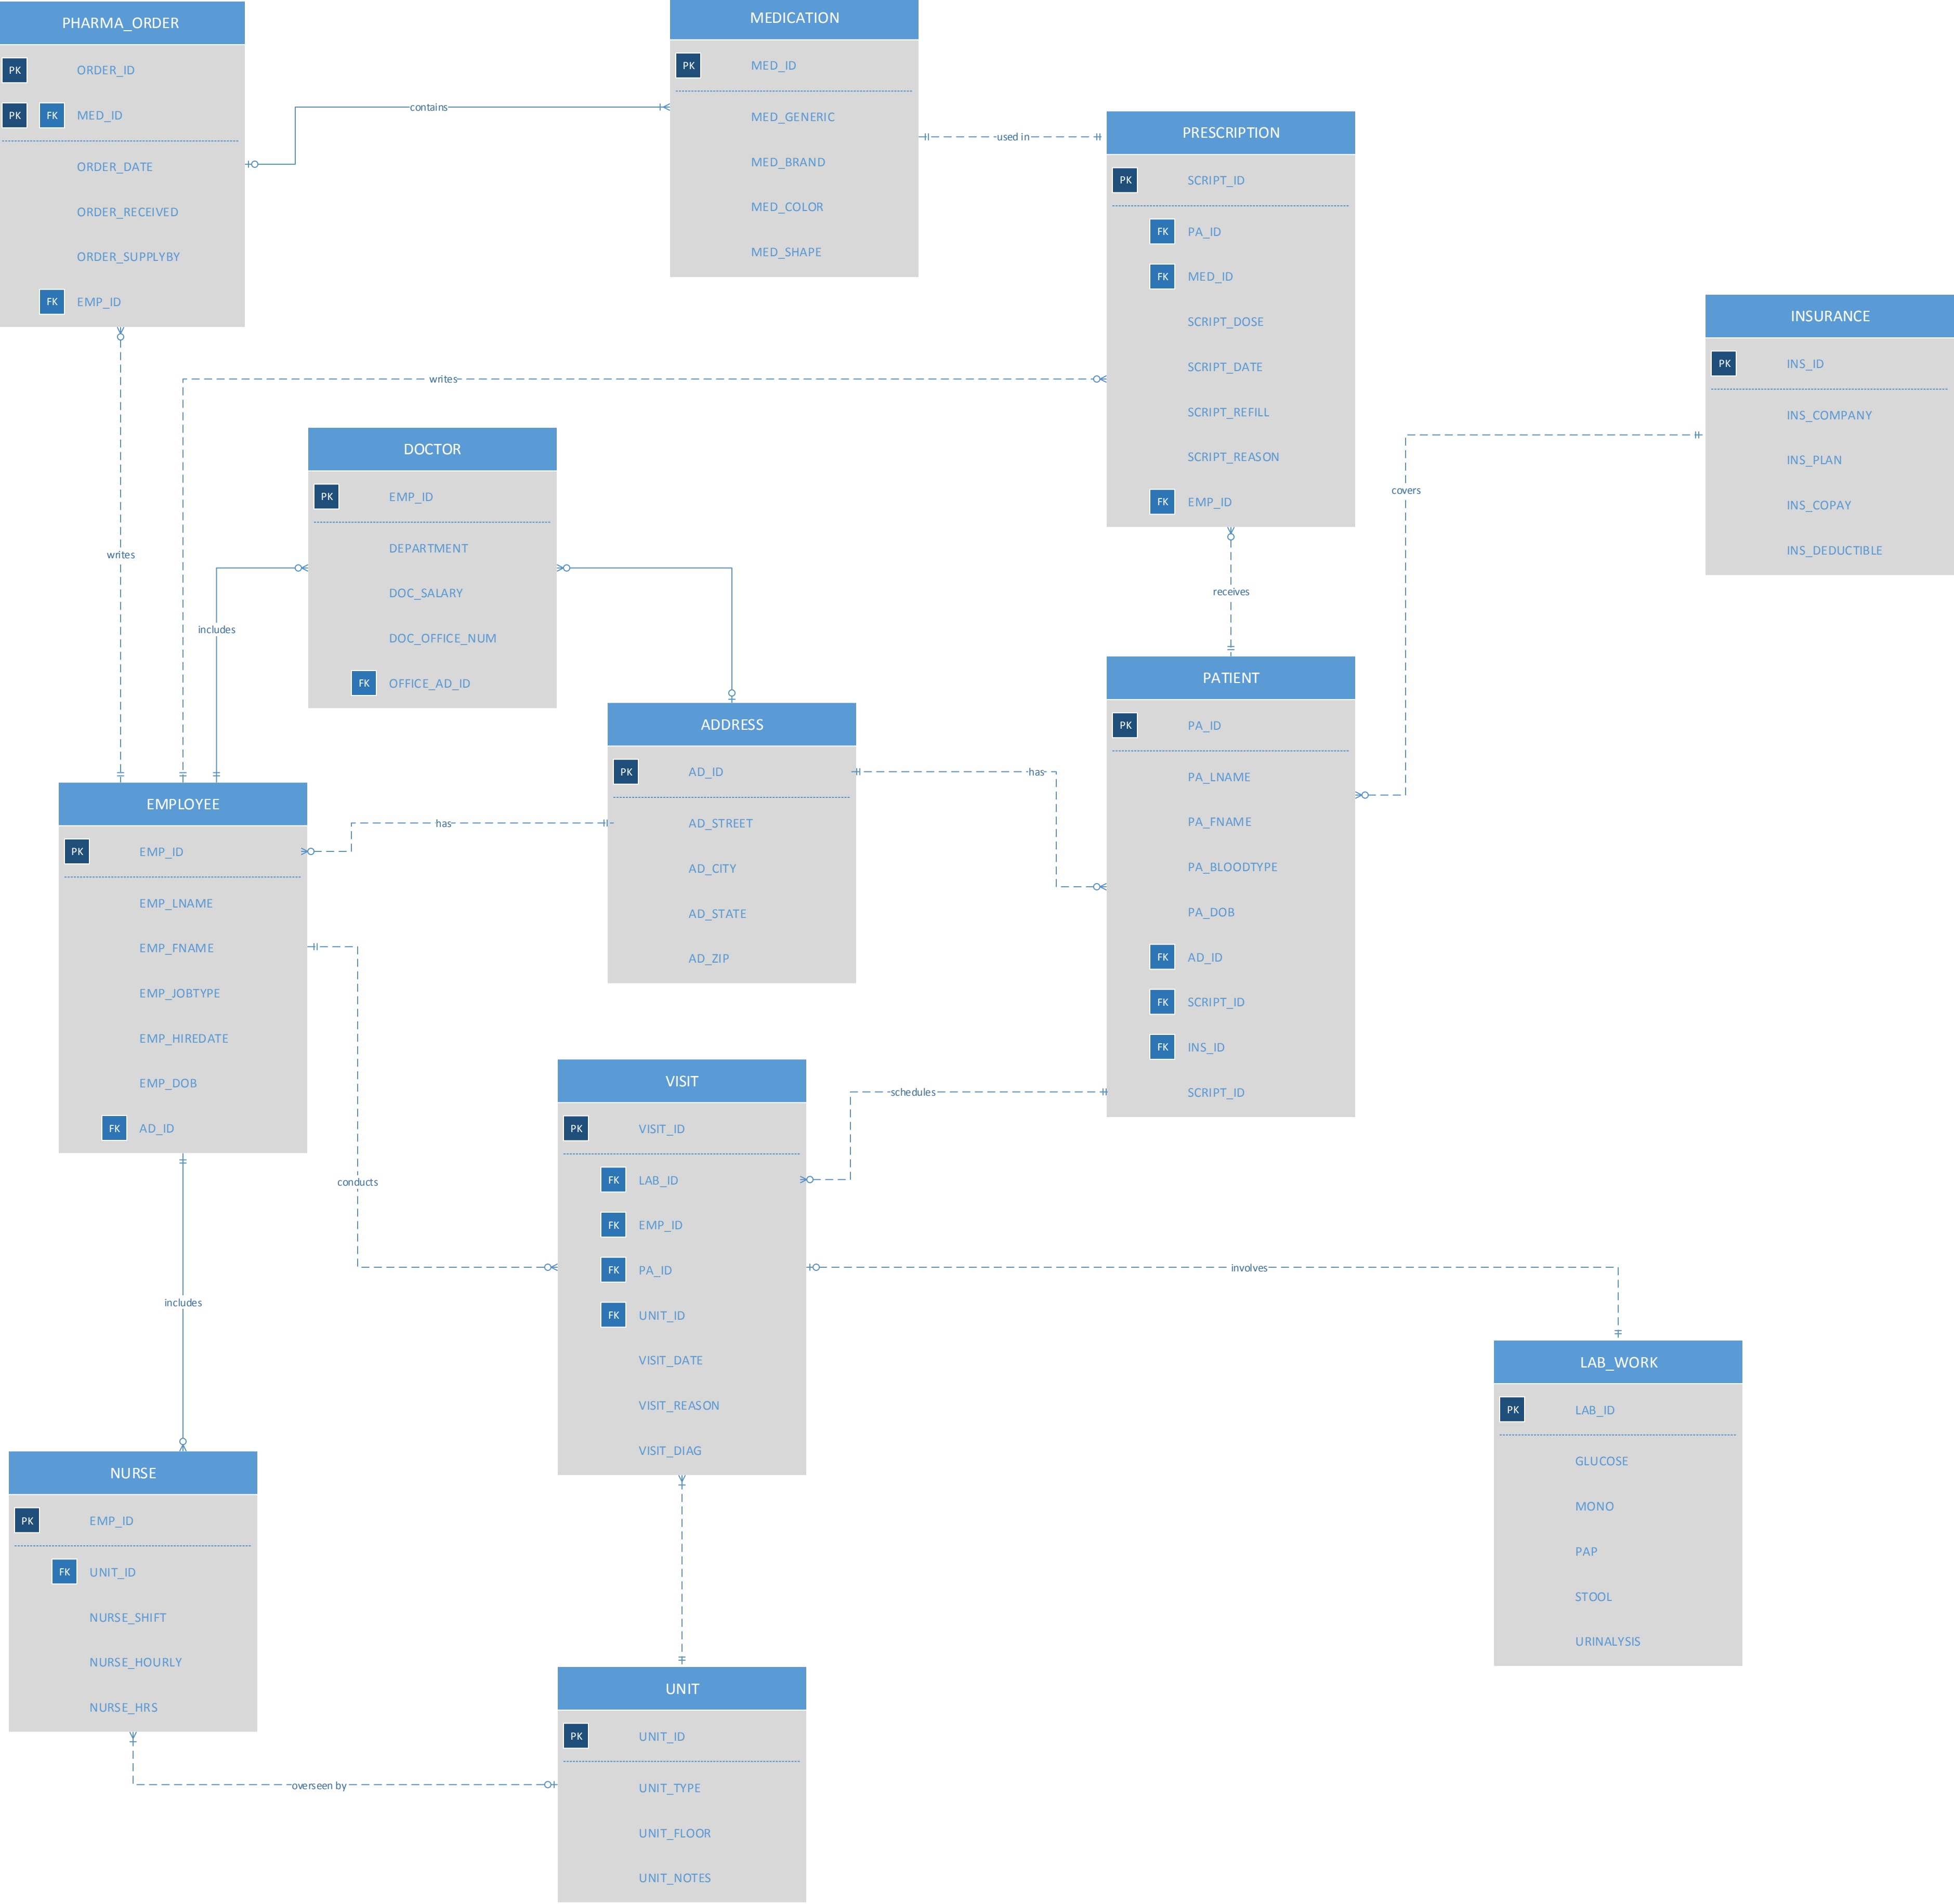 PHARMA_ORDER
PK ORDER_ID
PK FK MED_ID
ORDER_DATE
ORDER_RECEIVED
ORDER_SUPPLYBY
FK EMP_ID
contains
MEDICATION
PK MED_ID
MED_GENERIC
MED_BRAND
MED_COLOR
MED_SHAPE
used in
PRESCRIPTION
PK SCRIPT_ID
FK PA_ID
FK MED_ID
SCRIPT_DOSE
SCRIPT_DATE
SCRIPT_REFILL
SCRIPT_REASON
FK EMP_ID
INSURANCE
PK INS_ID
INS_COMPANY
INS_PLAN
INS_COPAY
INS_DEDUCTIBLE
writes
covers
DOCTOR
PK EMP_ID
DEPARTMENT
DOC_SALARY
DOC_OFFICE_NUM
FK OFFICE_AD_ID
writes
includes
receives
ADDRESS
PK AD_ID
AD_STREET
AD_CITY
AD_STATE
AD_ZIP
has
has
PATIENT
PK PA_ID
PA_LNAME
PA_FNAME
PA_BLOODTYPE
PA_DOB
FK AD_ID
FK SCRIPT_ID
FK INS_ID
SCRIPT_ID
EMPLOYEE
PK EMP_ID
EMP_LNAME
EMP_FNAME
EMP_JOBTYPE
EMP_HIREDATE
EMP_DOB
FK AD_ID
schedules
conducts
VISIT
PK VISIT_ID
FK LAB_ID
FK EMP_ID
FK PA_ID
FK UNIT_ID
VISIT_DATE
VISIT_REASON
VISIT_DIAG
involves
includes
LAB_WORK
PK LAB_ID
GLUCOSE
MONO
PAP
STOOL
URINALYSIS
NURSE
PK EMP_ID
FK UNIT_ID
NURSE_SHIFT
NURSE_HOURLY
NURSE_HRS
overseen by
UNIT
PK UNIT_ID
UNIT_TYPE
UNIT_FLOOR
UNIT_NOTES